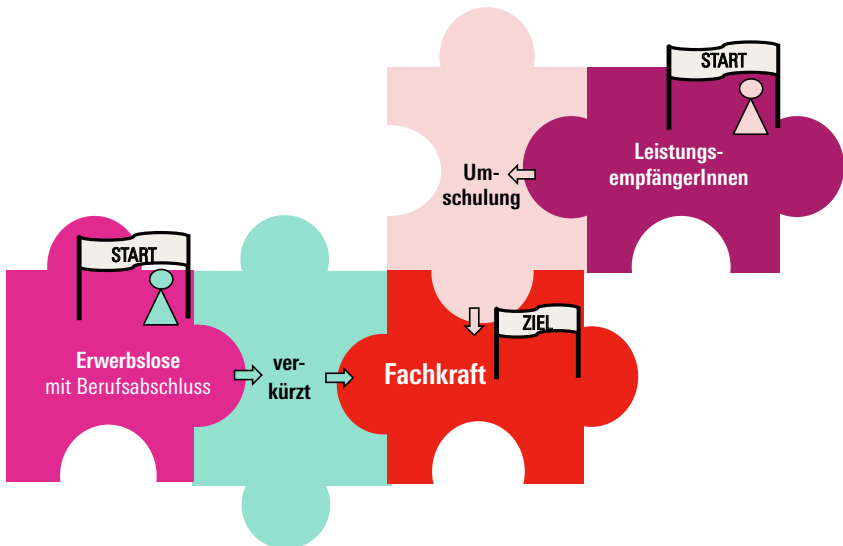 START
Leistungs-
empfängerInnen
Um-
schulung
START
Erwerbslose
mit Berufsabschluss
ver-
kürzt
ZIEL
Fachkraft